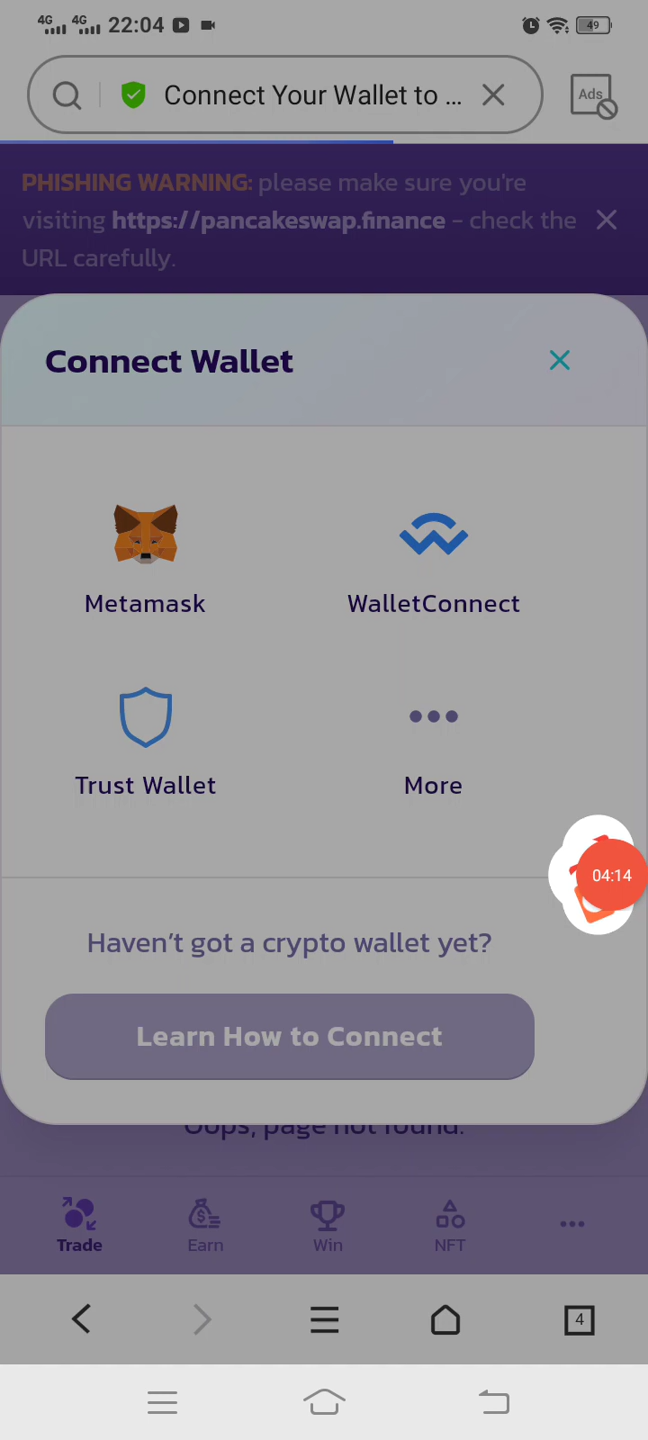 4G 4G 22:04 49
Connect Your Wallet to ...
Ads
PHISHING WARNING: please make sure you're
visiting https://pancakeswap.finance - check the
URL carefully.
Connect Wallet
Metamask WalletConnect
Trust Wallet More
04:14
Haven’t got a crypto wallet yet?
Learn How to Connect
Oops, page not found.
Trade Earn Win NFT
4